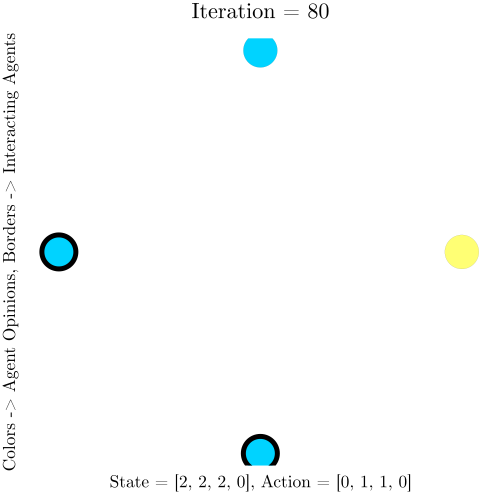 Iteration = 80
Colors -> Agent Opinions, Borders -> Interacting Agents
State = [2, 2, 2, 0], Action = [0, 1, 1, 0]